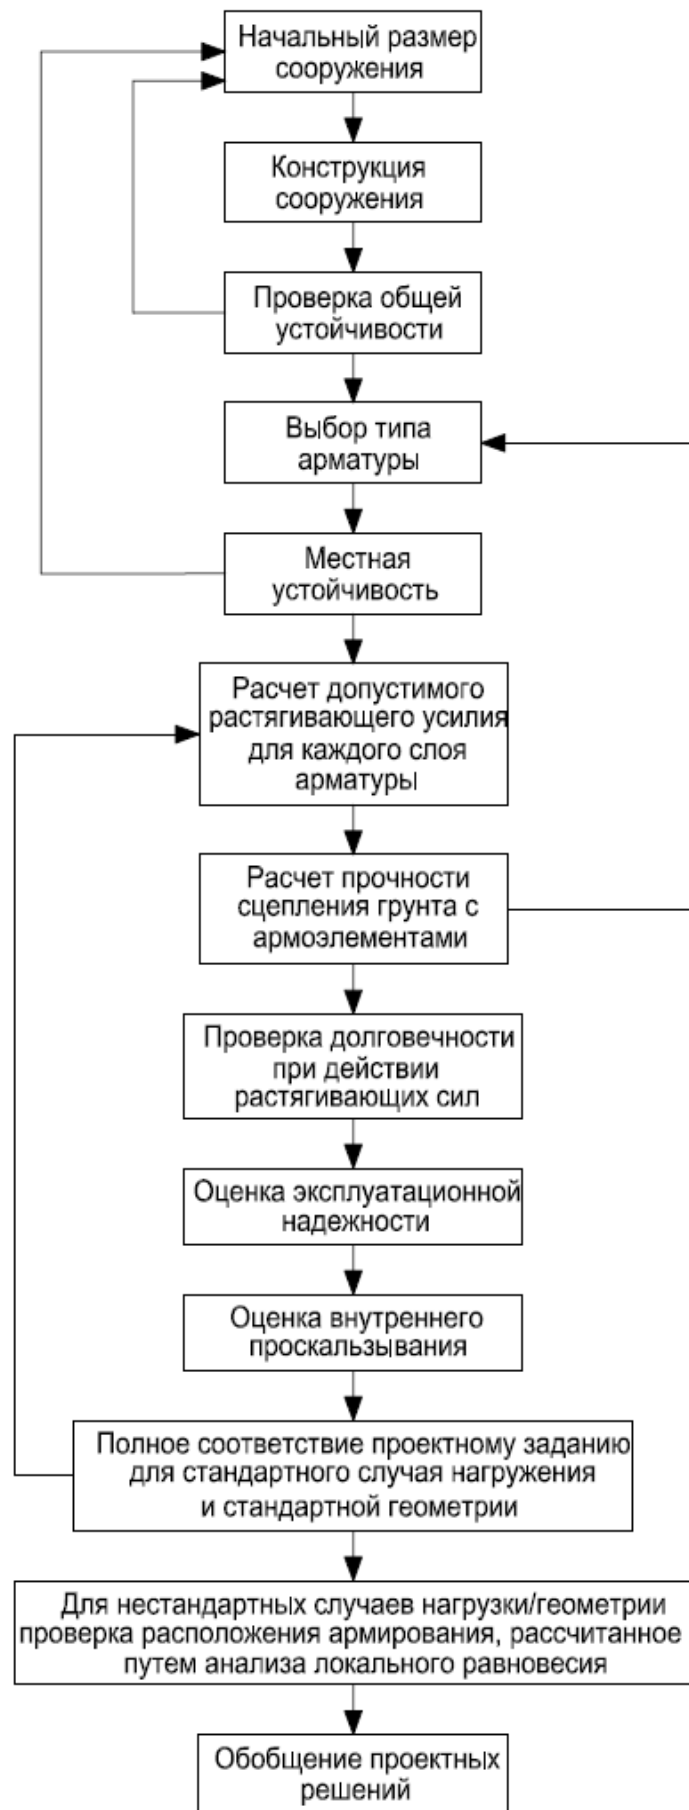 Начальный размер
сооружения
Конструкция
сооружения
Проверка общей
устойчивости
Выбор типа
арматуры
Местная
устойчивость
Расчет допустимого
растягивающего усилия
для каждого слоя
арматуры
Расчет прочности
сцепления грунта с
армоэлементами
Проверка долговечности
при действии
растягивающих сил
Оценка эксплуатационной
надежности
Оценка внутреннего
проскальзывания
Полное соответствие проектному заданию
для стандартного случая нагружения
и стандартной геометрии
Для нестандартных случаев нагрузки/геометрии
проверка расположения армирования, рассчитанное
путем анализа локального равновесия
Обобщение проектных
решений